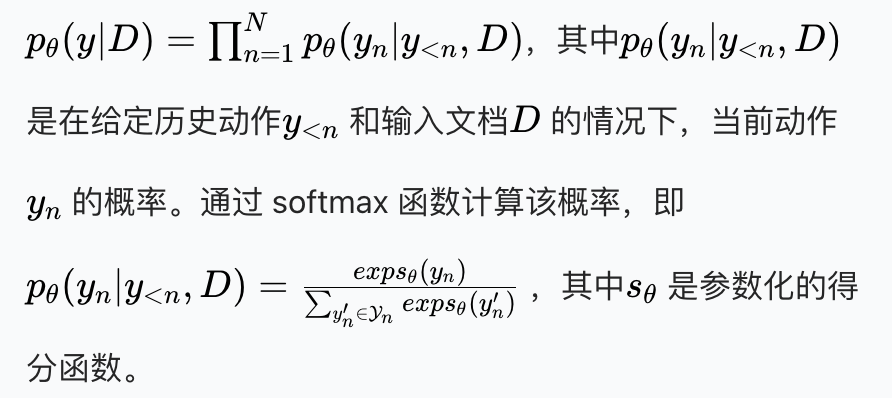 $p_\theta(y|D) = \prod_{n=1}^{N} p_\theta(y_n|y_{<n}, D)$，其中$p_\theta(y_n|y_{<n}, D)$
是在给定历史动作$y_{<n}$ 和输入文档$D$ 的情况下，当前动作
$y_n$ 的概率。通过 softmax 函数计算该概率，即
$p_\theta(y_n|y_{<n}, D) = \frac{exps_\theta(y_n)}{\sum_{y'_n \in \mathcal{Y}_n} exps_\theta(y'_n)}$ ，其中$s_\theta$ 是参数化的得
分函数。